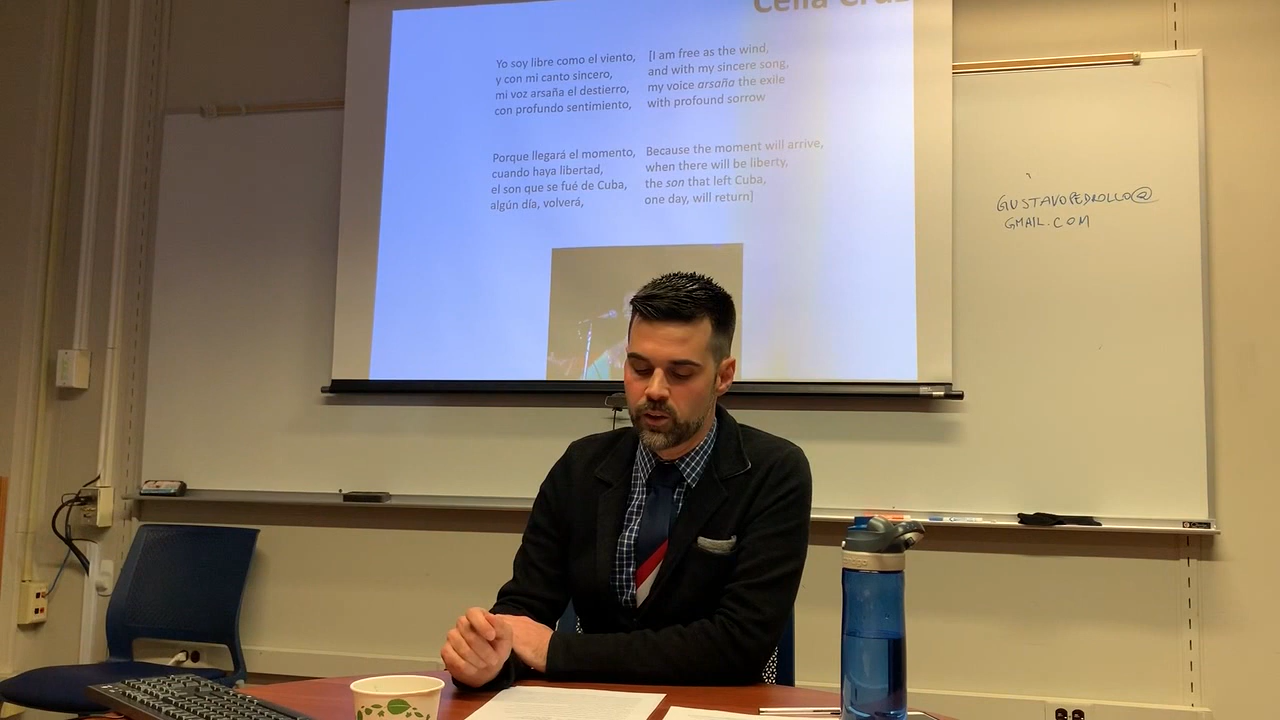 Celia Cruz
Yo soy libre como el viento,
y con mi canto sincero,
mi voz arsaña el destierro,
con profundo sentimiento,
Porque llegará el momento,
cuando haya libertad,
el son que se fué de Cuba,
algún día, volverá,
[I am free as the wind,
and with my sincere song,
my voice arsaña the exile
with profound sorrow
Because the moment will arrive,
when there will be liberty,
the son that left Cuba,
one day, will return]
GUSTAVOPEDROLLO@
GMAIL.COM